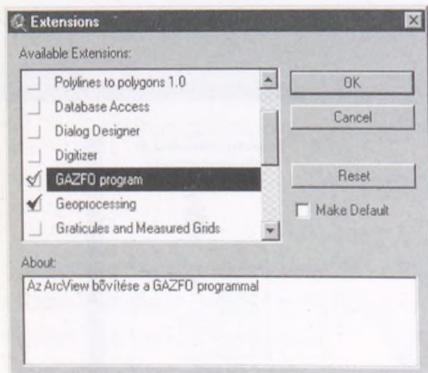 Extensions
Available Extensions:
Polylines to polygons 1.0
Database Access
Dialog Designer
Digitizer
GAZFO program
Geoprocessing
Graticules and Measured Grids
OK
Cancel
Reset
Make Default
About:
Az ArcView bővítése a GAZFO programmal